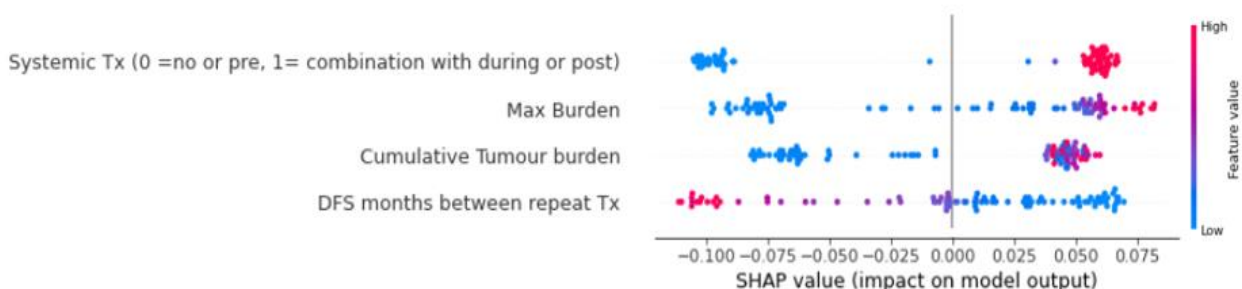 High
Systemic Tx (0 =no or pre, 1= combination with during or post)
Max Burden
Cumulative Tumour burden
DFS months between repeat Tx
Feature value
Low
−0.100 −0.075 −0.050 −0.025 0.000 0.025 0.050 0.075
SHAP value (impact on model output)